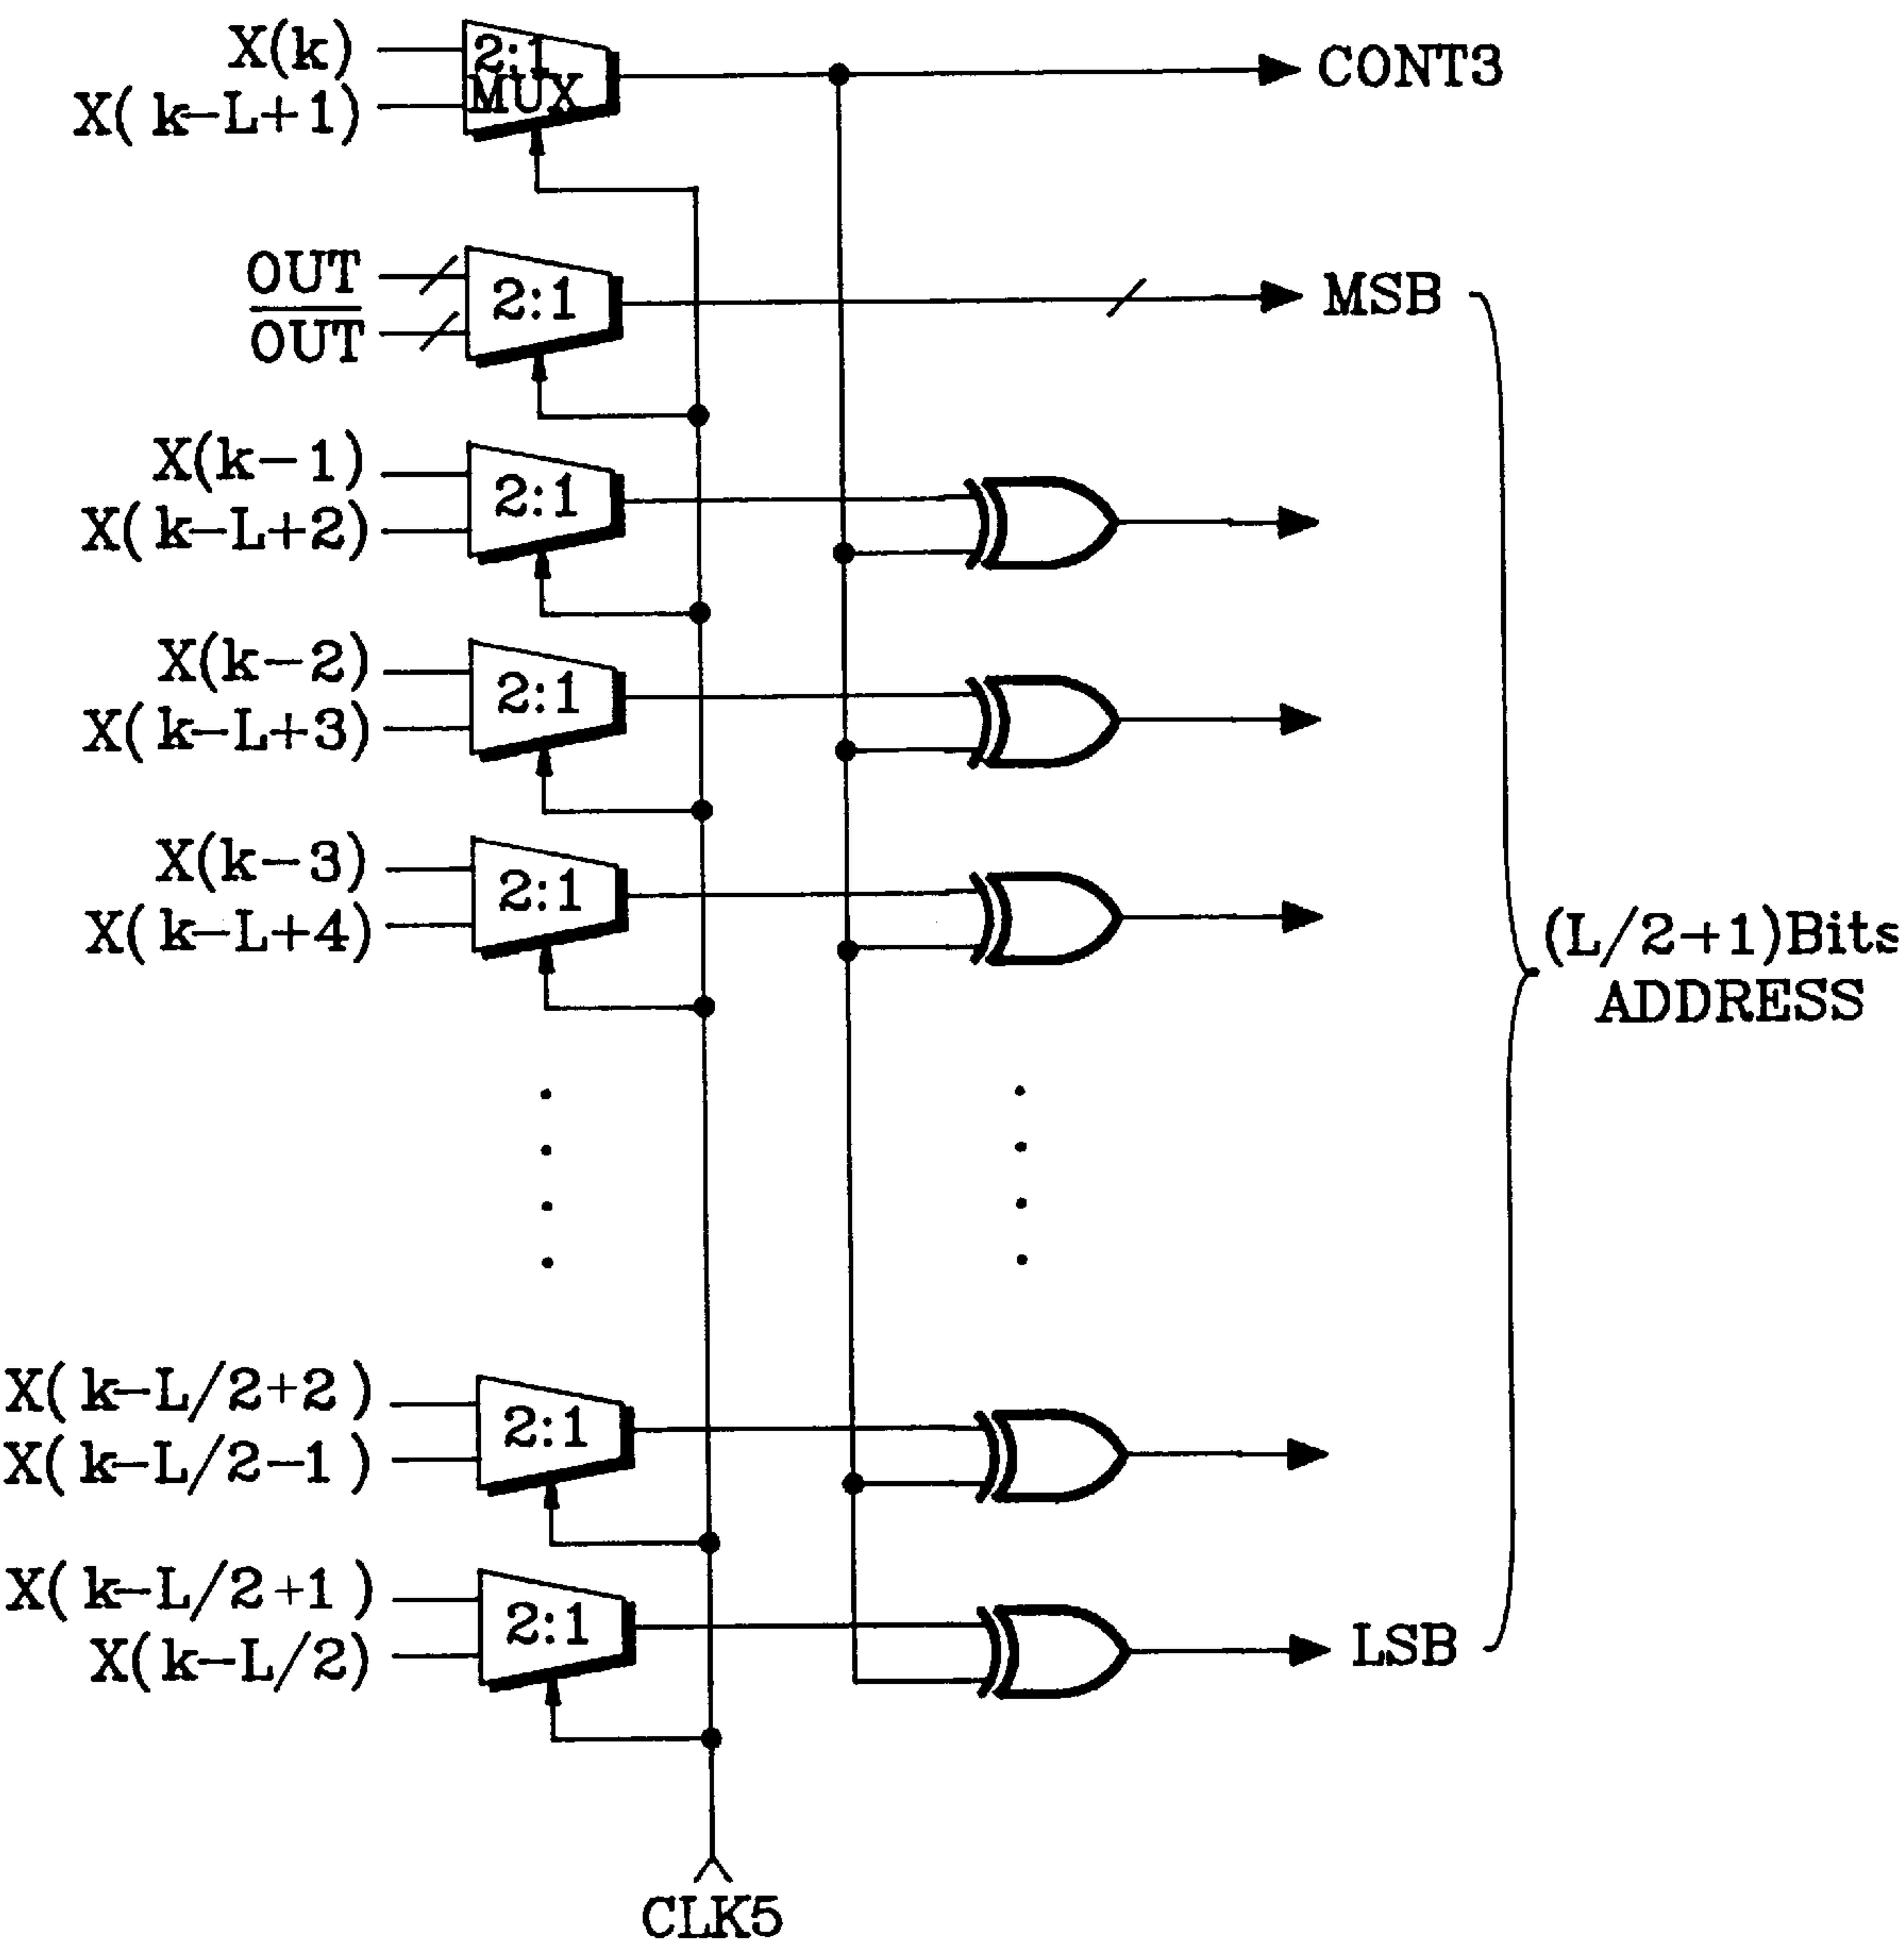 X(k)
X(k-L+1)
2:1
MUX
CONT3
OUT
OUT
2:1
MSB
X(k-1)
X(k-L+2)
2:1
X(k-2)
X(k-L+3)
2:1
X(k-3)
X(k-L+4)
2:1
(L/2+1)Bits
ADDRESS
X(k-L/2+2)
X(k-L/2-1)
2:1
X(k-L/2+1)
X(k-L/2)
2:1
LSB
CLK5